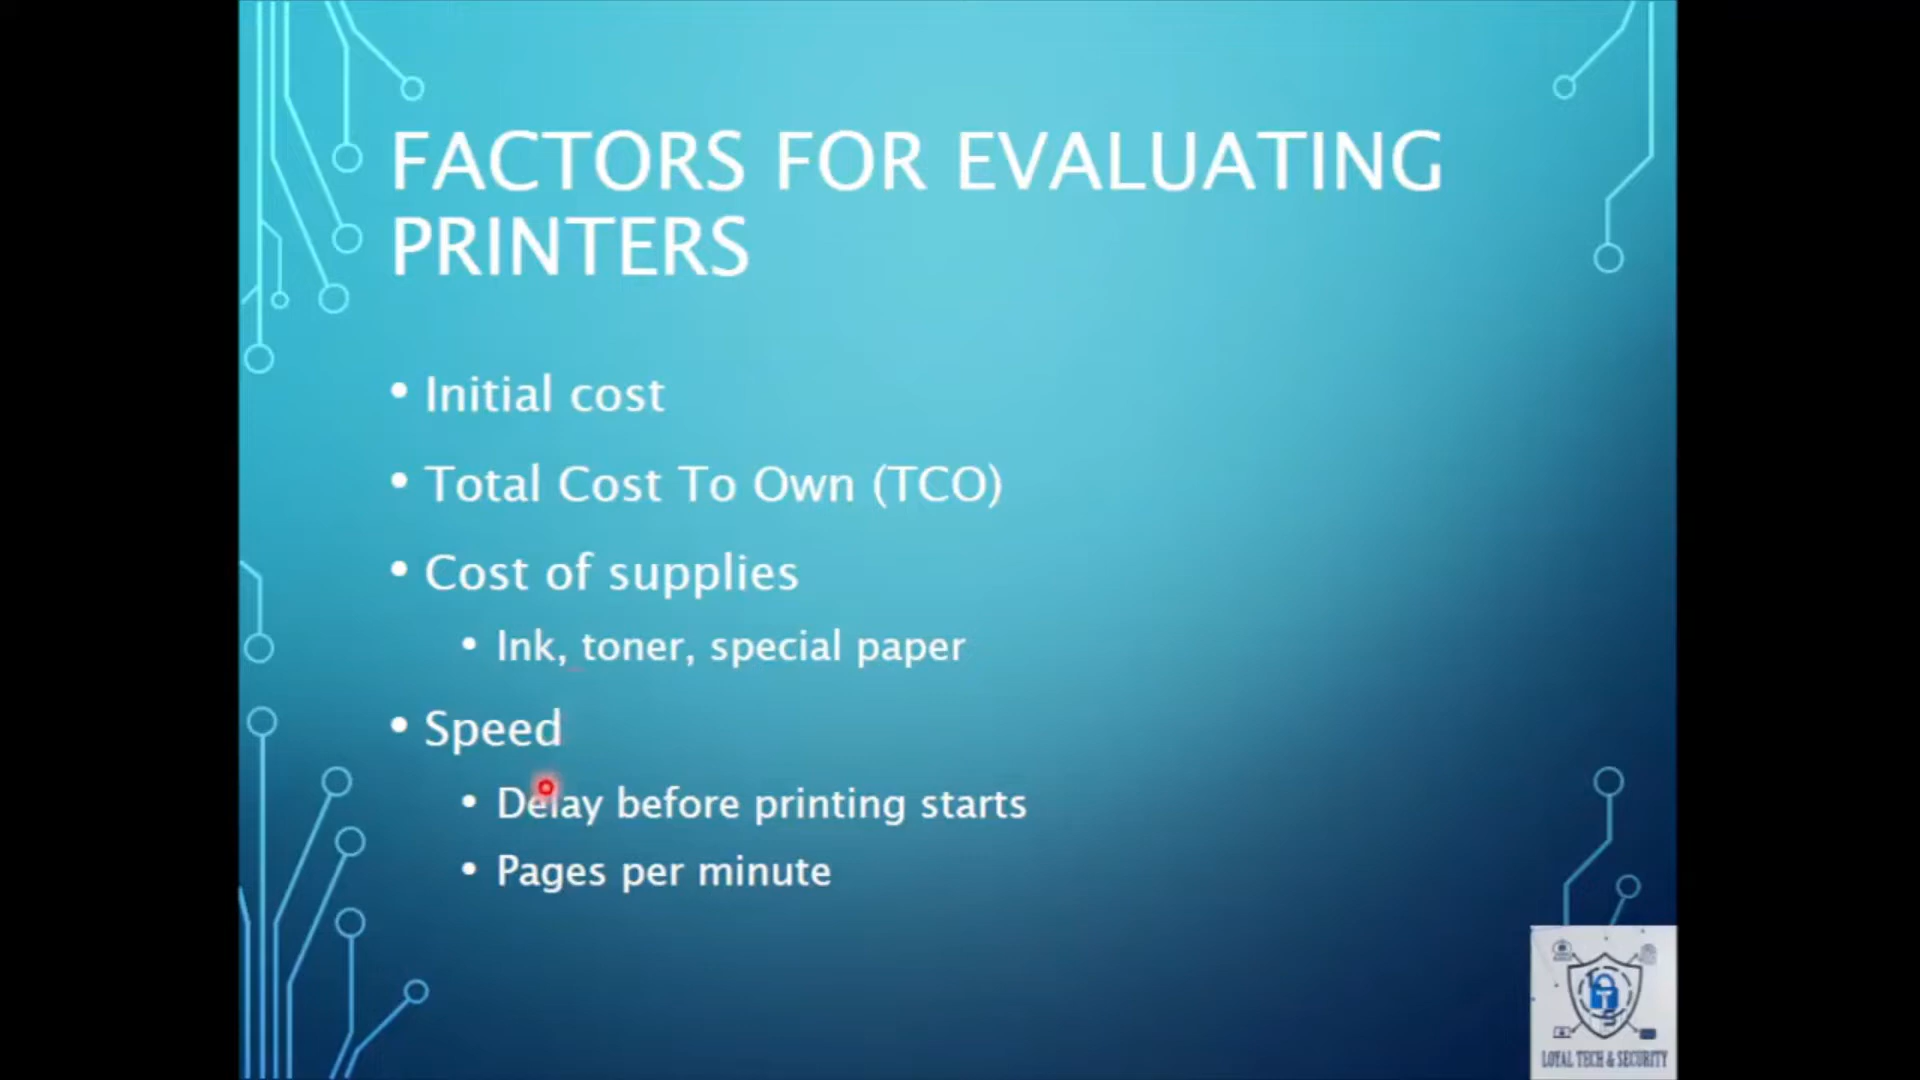 FACTORS FOR EVALUATING
PRINTERS
• Initial cost
• Total Cost To Own (TCO)
• Cost of supplies
• Ink, toner, special paper
• Speed
• Delay before printing starts
• Pages per minute
LOYAL TECH & SECURITY